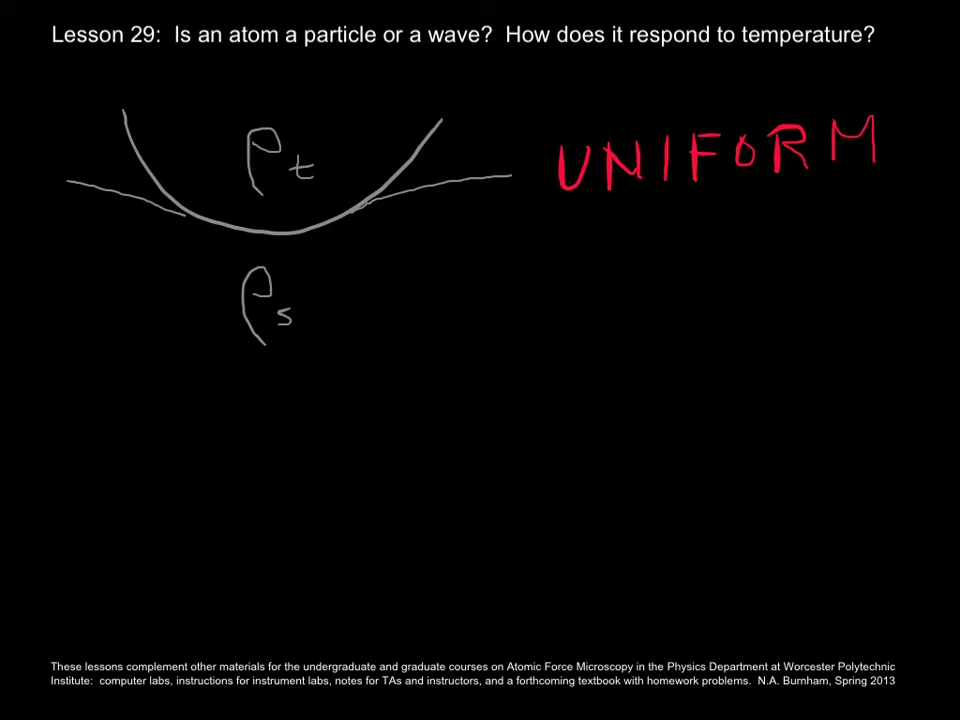 Lesson 29:  Is an atom a particle or a wave?  How does it respond to temperature?
ρt
UNIFORM
ρs
These lessons complement other materials for the undergraduate and graduate courses on Atomic Force Microscopy in the Physics Department at Worcester Polytechnic
Institute:  computer labs, instructions for instrument labs, notes for TAs and instructors, and a forthcoming textbook with homework problems.  N.A. Burnham, Spring 2013